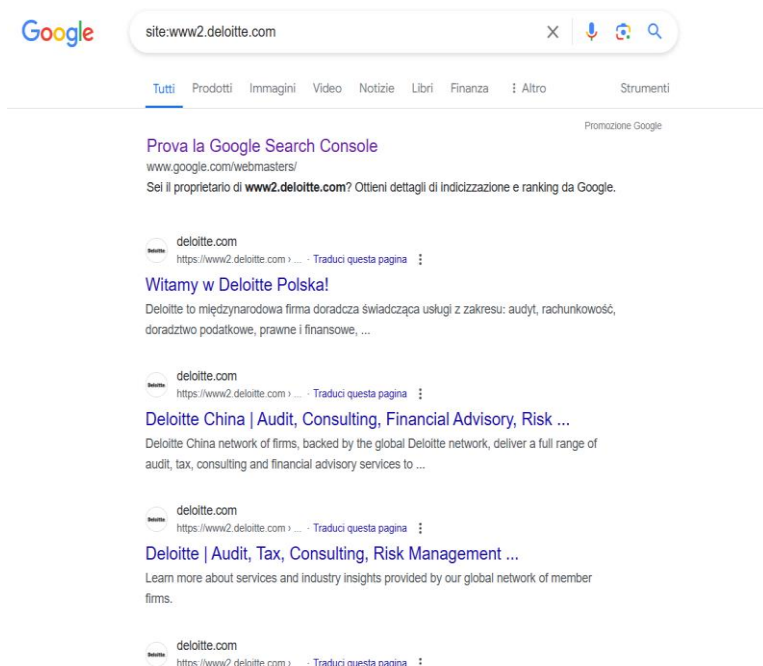 Google
site:www2.deloitte.com
Tutti Prodotti Immagini Video Notizie Libri Finanza Altro Strumenti
Promozione Google
Prova la Google Search Console
www.google.com/webmasters/
Sei il proprietario di www2.deloitte.com? Ottieni dettagli di indicizzazione e ranking da Google.
deloitte.com
https://www2.deloitte.com › ... · Traduci questa pagina
Witamy w Deloitte Polska!
Deloitte to międzynarodowa firma doradcza świadcząca usługi z zakresu: audyt, rachunkowość,
doradztwo podatkowe, prawne i finansowe, ...
deloitte.com
https://www2.deloitte.com › ... · Traduci questa pagina
Deloitte China | Audit, Consulting, Financial Advisory, Risk ...
Deloitte China network of firms, backed by the global Deloitte network, deliver a full range of
audit, tax, consulting and financial advisory services to ...
deloitte.com
https://www2.deloitte.com › ... · Traduci questa pagina
Deloitte | Audit, Tax, Consulting, Risk Management ...
Learn more about services and industry insights provided by our global network of member
firms.
deloitte.com
https://www2.deloitte.com › ... · Traduci questa pagina